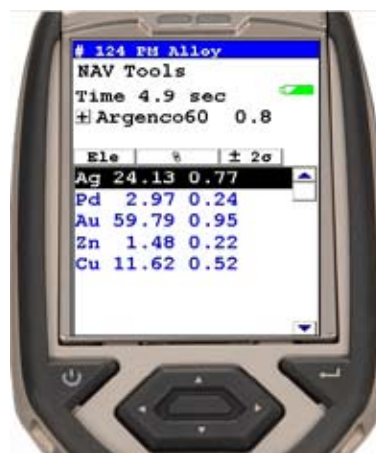 # 124 PM Alloy
NAV Tools
Time 4.9 sec
+ Argenco60 0.8
Ele % ± 2σ
Ag 24.13 0.77
Pd 2.97 0.24
Au 59.79 0.95
Zn 1.48 0.22
Cu 11.62 0.52